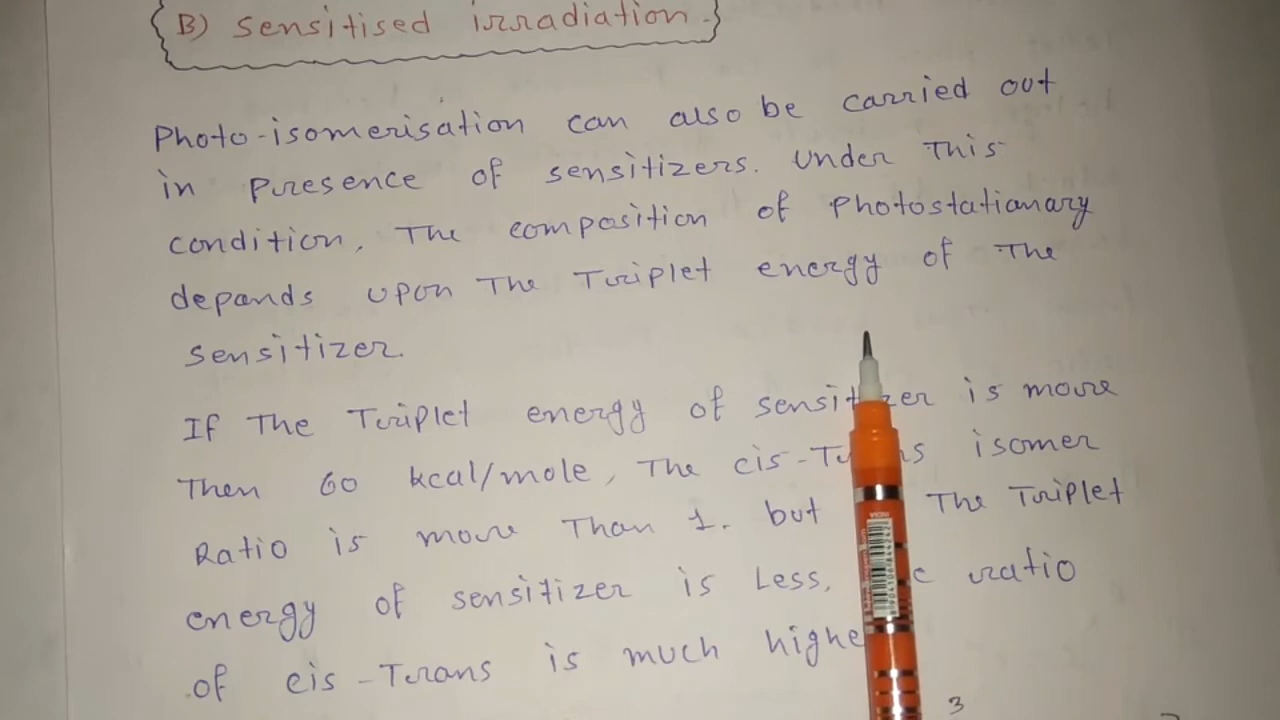 B) Sensitised irradiation.
Photo-isomerisation can also be carried out
in Presence of sensitizers. Under This
condition, The composition of Photostationary
depands upon The Triplet energy of The
sensitizer.
If The Triplet energy of sensitizer is more
Then 60 kcal/mole, The cis-Trans isomer
Ratio is more Than 1. but The Triplet
energy of sensitizer is Less, ratio
of cis-Trans is much
3